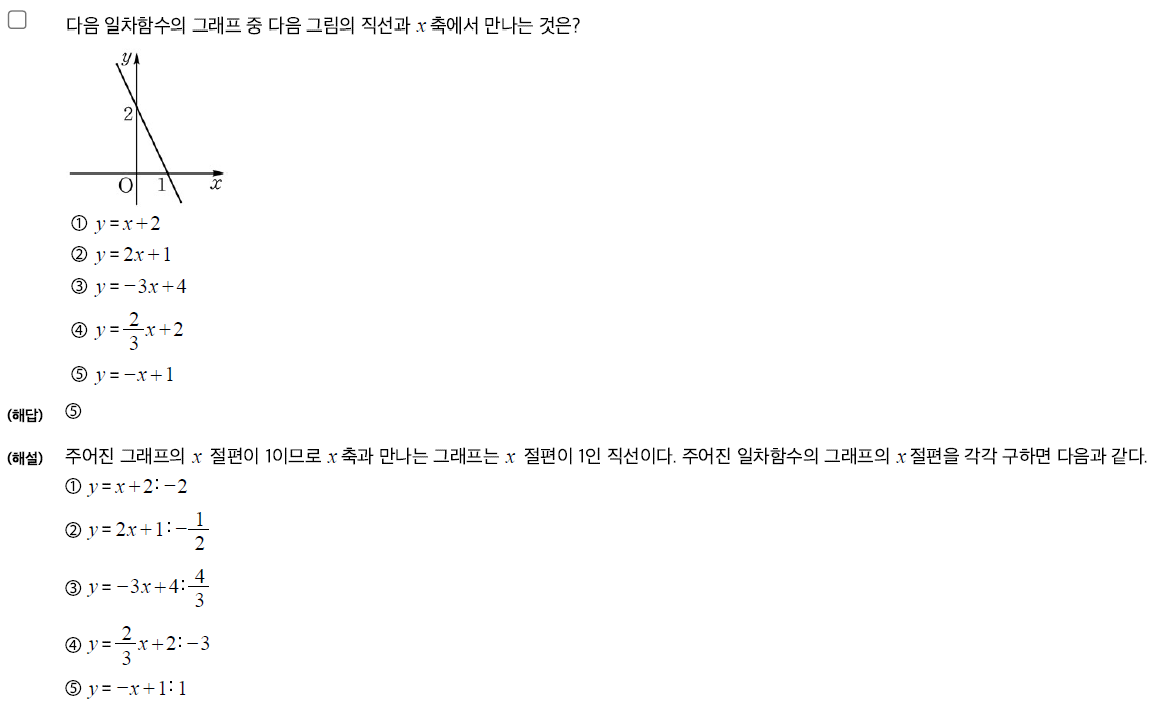 다음 일차함수의 그래프 중 다음 그림의 직선과 x축에서 만나는 것은?
y
2
O 1 x
① y=x+2
② y=2x+1
③ y=-3x+4
④ y=2/3x+2
⑤ y=-x+1
(해답) ⑤
(해설) 주어진 그래프의 x 절편이 1이므로 x축과 만나는 그래프는 x 절편이 1인 직선이다. 주어진 일차함수의 그래프의 x절편을 각각 구하면 다음과 같다.
① y=x+2:-2
② y=2x+1:-1/2
③ y=-3x+4:4/3
④ y=2/3x+2:-3
⑤ y=-x+1:1